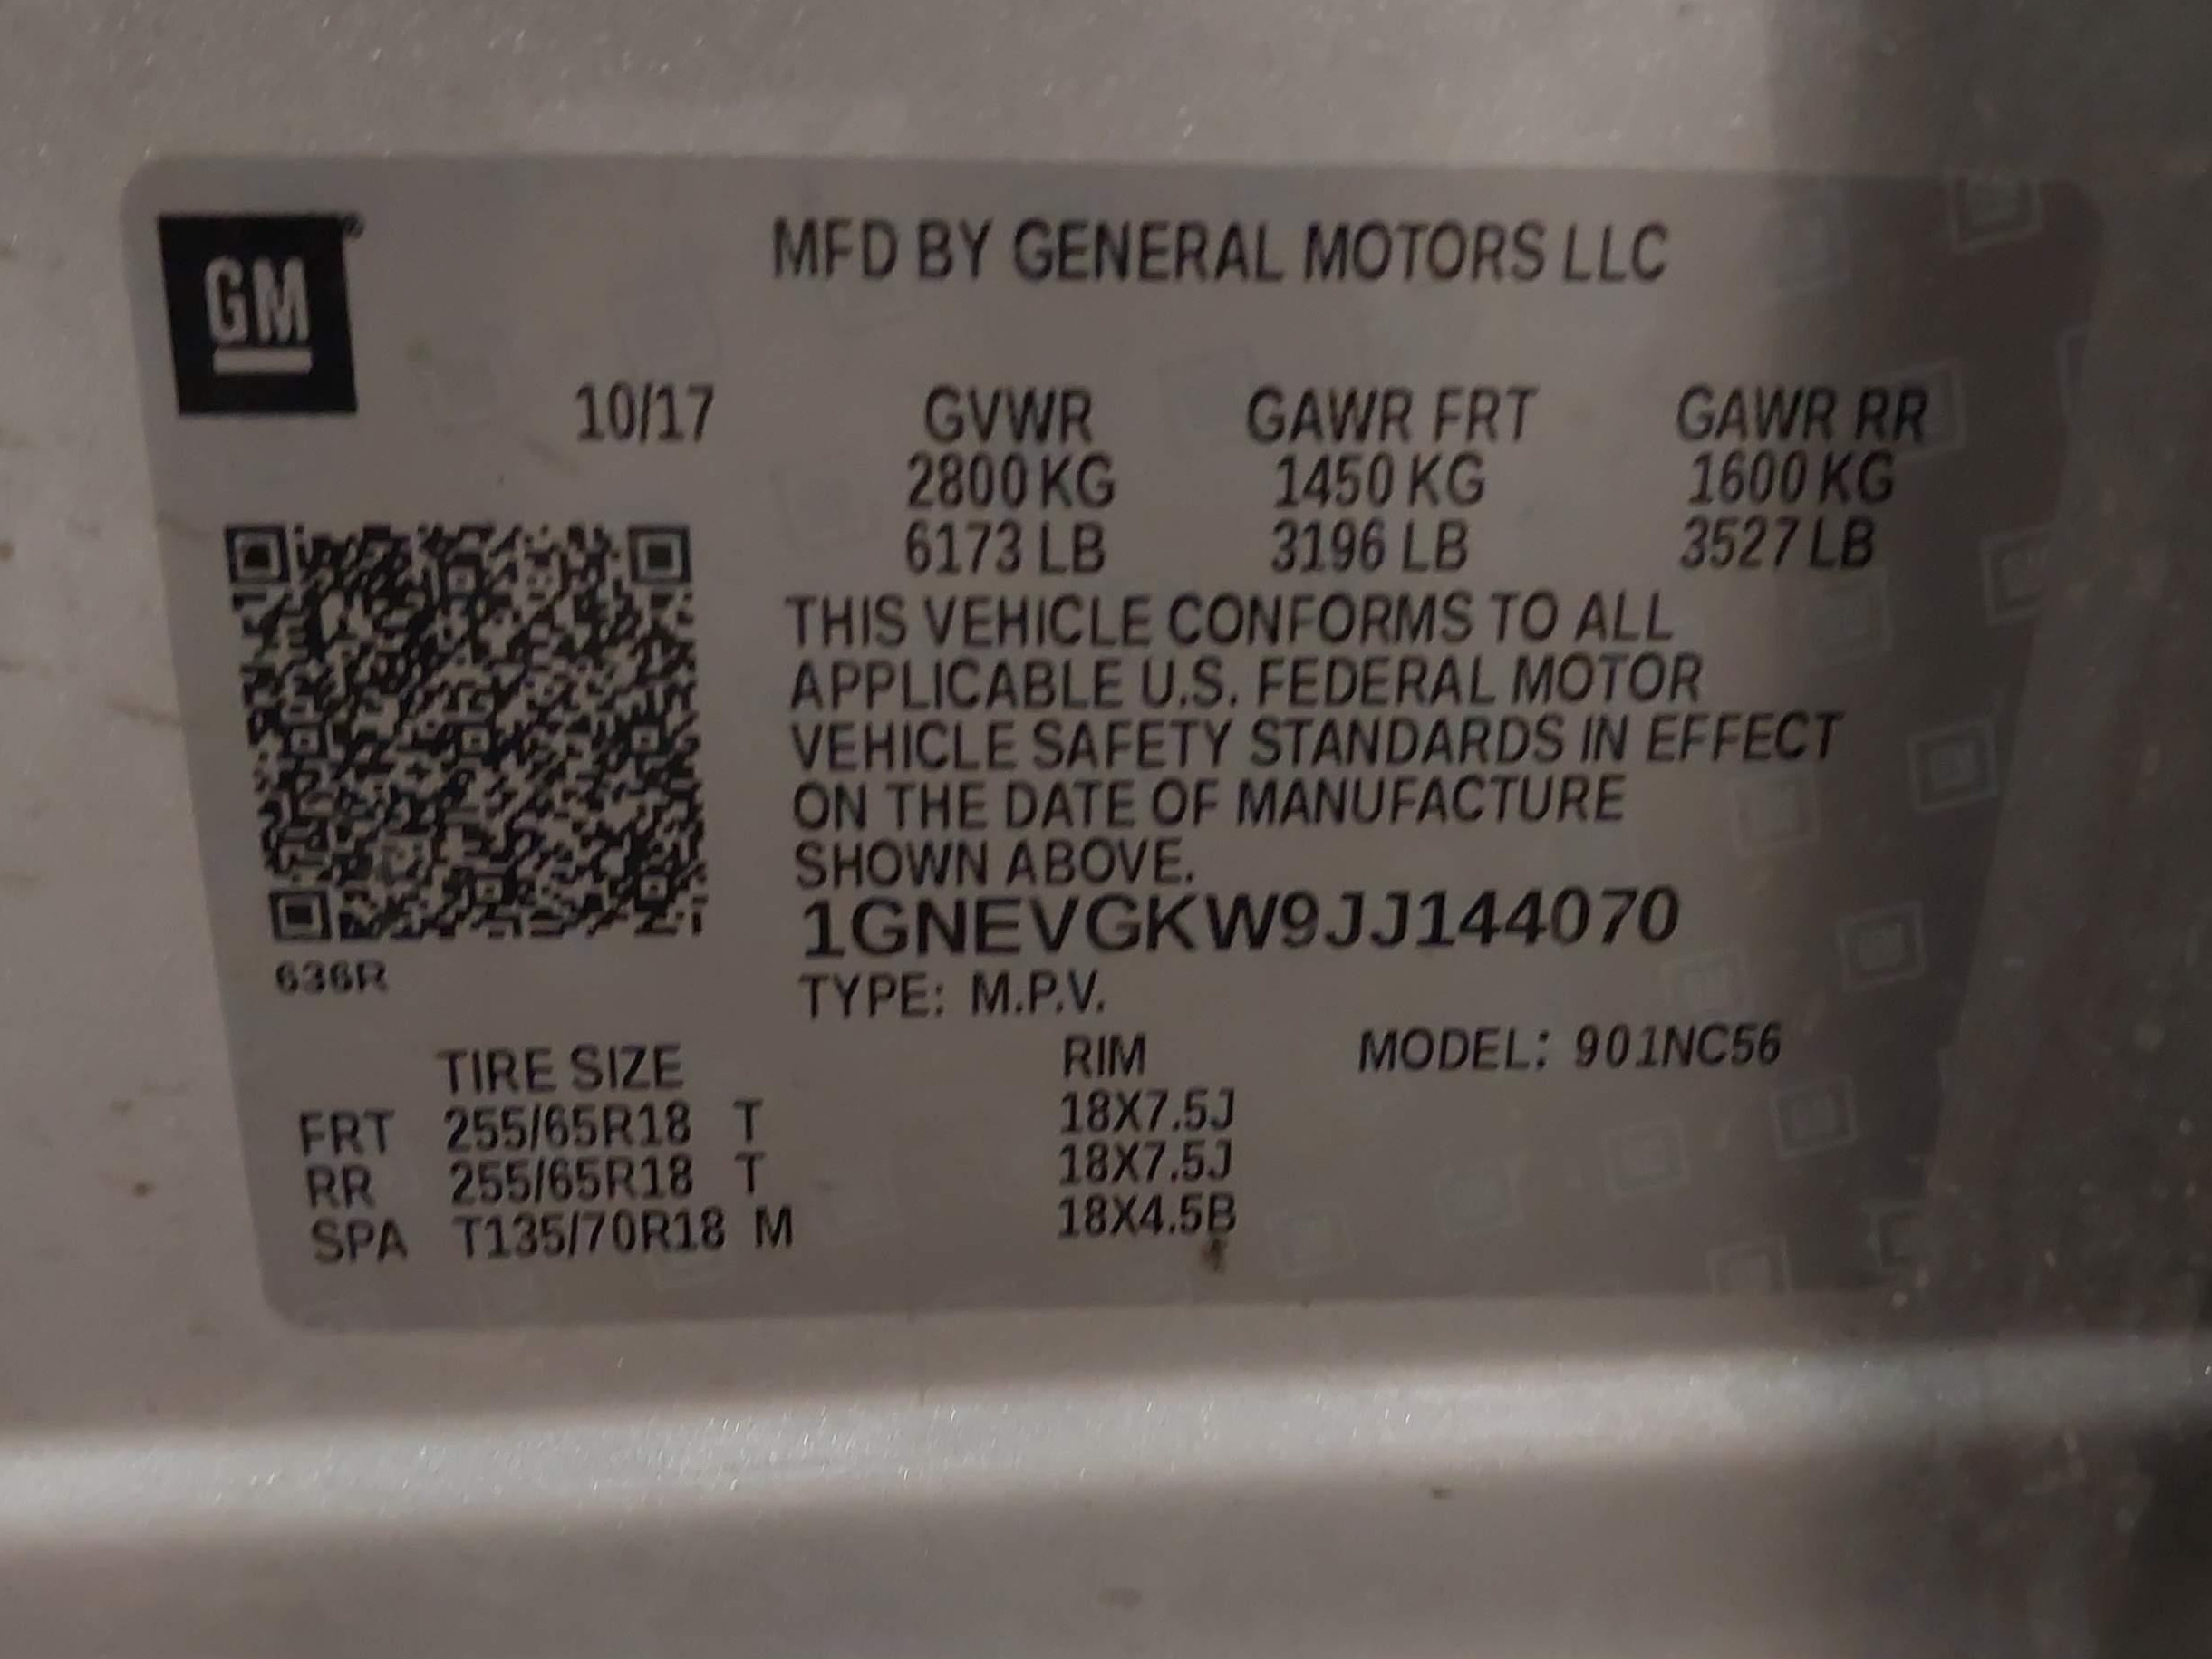 GM
MFD BY GENERAL MOTORS LLC
10/17 GVWR GAWR FRT GAWR RR
2800 KG 1450 KG 1600 KG
6173 LB 3196 LB 3527 LB
THIS VEHICLE CONFORMS TO ALL
APPLICABLE U.S. FEDERAL MOTOR
VEHICLE SAFETY STANDARDS IN EFFECT
ON THE DATE OF MANUFACTURE
SHOWN ABOVE.
1GNEVGKW9JJ144070
636R
TYPE: M.P.V.
TIRE SIZE RIM MODEL: 901NC56
FRT 255/65R18 T 18X7.5J
RR 255/65R18 T 18X7.5J
SPA T135/70R18 M 18X4.5B